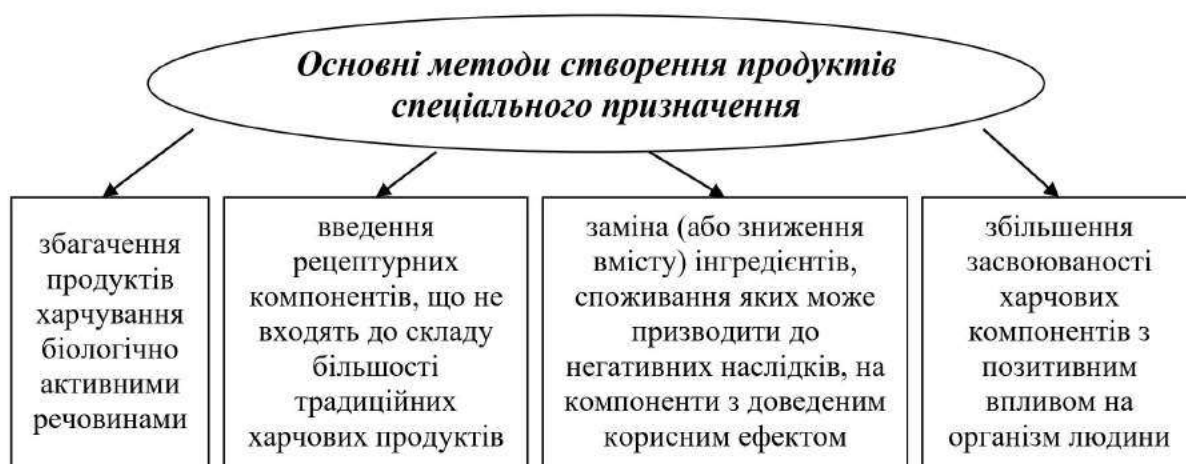 Основні методи створення продуктів
спеціального призначення
збагачення
продуктів
харчування
біологічно
активними
речовинами
введення
рецептурних
компонентів, що не
входять до складу
більшості
традиційних
харчових продуктів
заміна (або зниження
вмісту) інгредієнтів,
споживання яких може
призводити до
негативних наслідків, на
компоненти з доведеним
корисним ефектом
збільшення
засвоюваності
харчових
компонентів з
позитивним
впливом на
організм людини